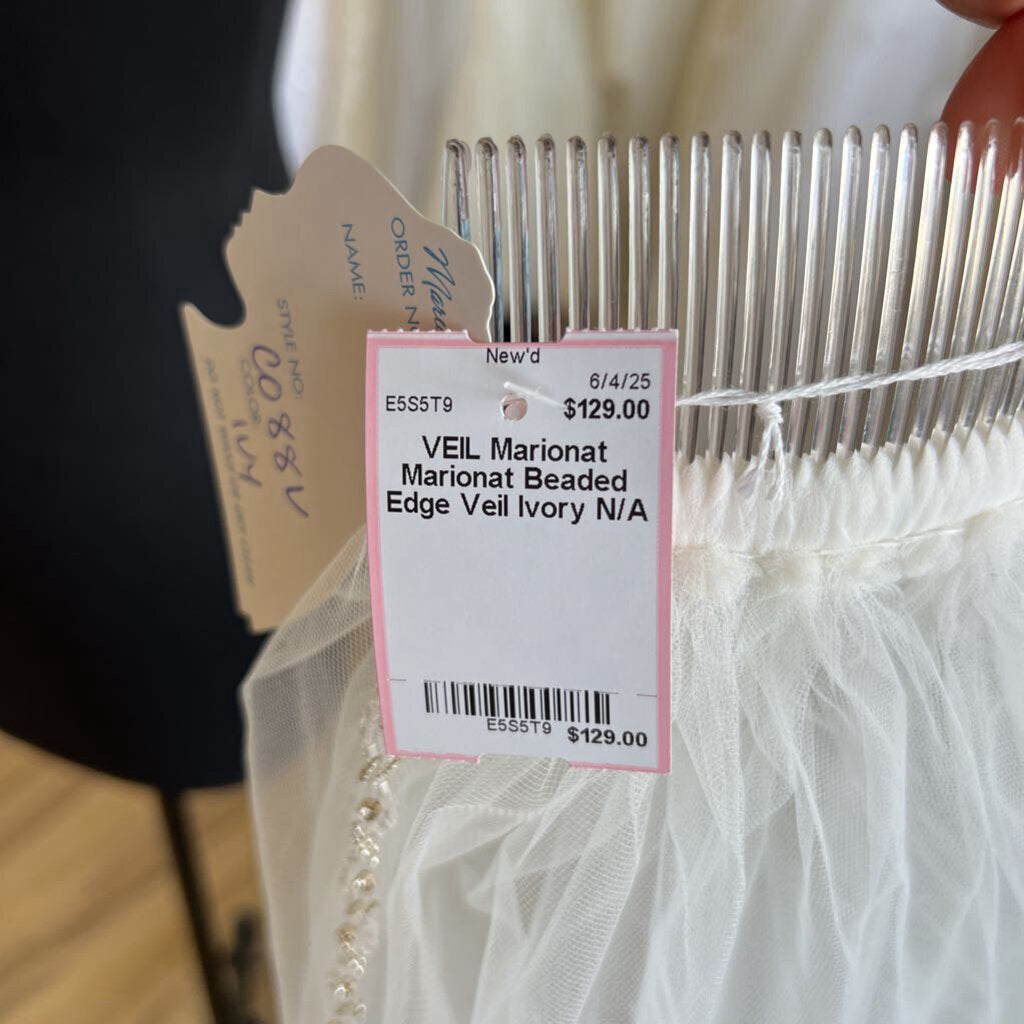 New'd
6/4/25
E5S5T9
$129.00
VEIL Marionat
Marionat Beaded
Edge Veil Ivory N/A
E5S5T9
$129.00
ORDER
NAME:
STYLE NO:
CO88V
COLOR:
IVY